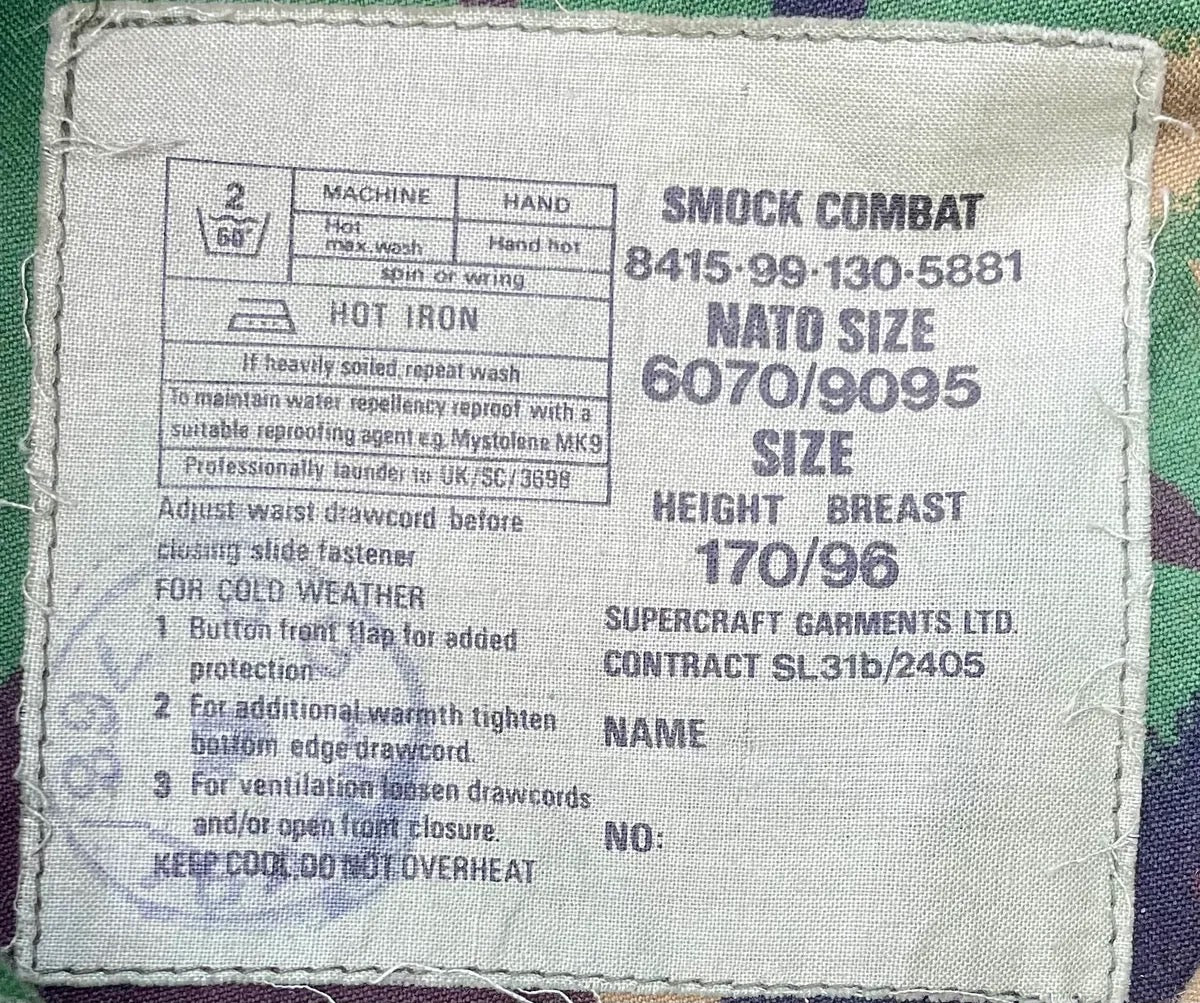 2
60°
MACHINE
HAND
Hot
max. wash
Hand hot
spin or wring
HOT IRON
If heavily soiled, repeat wash
To maintain water repellency reproof with a
suitable reproofing agent e.g. Mystolene MK9
Professionally launder to UK/SC/3698
Adjust waist drawcord before
closing slide fastener
FOR COLD WEATHER
1 Button front flap for added
protection
2 For additional warmth tighten
bottom edge drawcord.
3 For ventilation loosen drawcords
and/or open front closure.
KEEP COOL.DO NOT OVERHEAT
SMOCK COMBAT
8415·99·130·5881
NATO SIZE
6070/9095
SIZE
HEIGHT BREAST
170/96
SUPERCRAFT GARMENTS LTD.
CONTRACT SL31b/2405
NAME
NO: